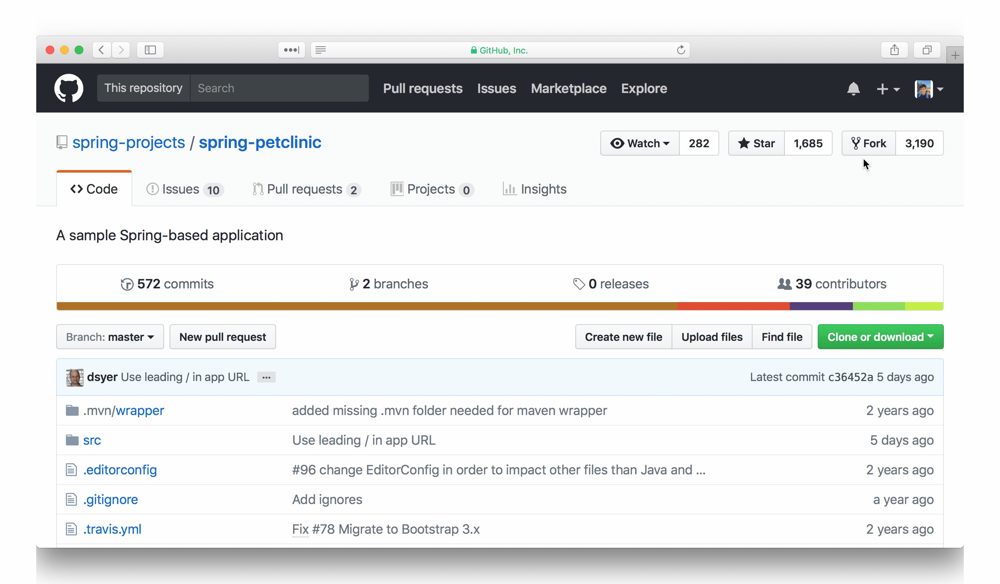 GitHub, Inc.
This repository Search Pull requests Issues Marketplace Explore
spring-projects / spring-petclinic Watch 282 Star 1,685 Fork 3,190
Code Issues 10 Pull requests 2 Projects 0 Insights
A sample Spring-based application
572 commits 2 branches 0 releases 39 contributors
Branch: master New pull request Create new file Upload files Find file Clone or download
dsyer Use leading / in app URL ... Latest commit c36452a 5 days ago
.mvn/wrapper added missing .mvn folder needed for maven wrapper 2 years ago
src Use leading / in app URL 5 days ago
.editorconfig #96 change EditorConfig in order to impact other files than Java and ... 2 years ago
.gitignore Add ignores a year ago
.travis.yml Fix #78 Migrate to Bootstrap 3.x 2 years ago